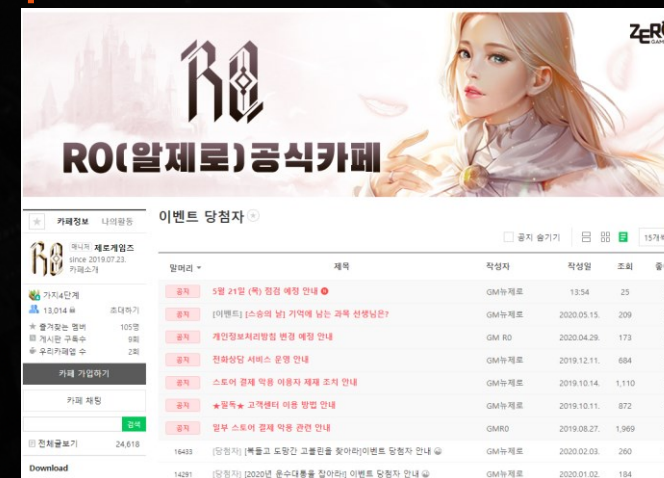 ZERO
GAMES
R0
RO(알제로)공식카페
카페정보 나의활동
매니저 제로게임즈
since 2019.07.23.
카페소개
가지4단계
13,014 초대하기
즐겨찾는 멤버 105명
게시판 구독수 9회
우리카페앱 수 2회
카페 가입하기
카페 채팅
검색
전체글보기 24,618
Download
이벤트 당첨자
공지 숨기기 15개씩
말머리 제목 작성자 작성일 조회 좋
공지 5월 21일 (목) 점검 예정 안내 GM뉴제로 13:54 25
공지 [이벤트] [스승의 날] 기억에 남는 과목 선생님은? GM뉴제로 2020.05.15. 209
공지 개인정보처리방침 변경 예정 안내 GM R0 2020.04.29. 173
공지 전화상담 서비스 운영 안내 GM뉴제로 2019.12.11. 684
공지 스토어 결제 악용 이용자 제재 조치 안내 GM뉴제로 2019.10.14. 1,110
공지 ★필독★ 고객센터 이용 방법 안내 GM뉴제로 2019.10.11. 872
공지 일부 스토어 결제 악용 관련 안내 GMR0 2019.08.27. 1,969
16433 [당첨자] [복돌고 도망간 고블린을 찾아라]이벤트 당첨자 안내 GM뉴제로 2020.02.03. 260
14291 [당첨자] [2020년 운수대통을 잡아라!] 이벤트 당첨자 안내 GM뉴제로 2020.01.02. 184